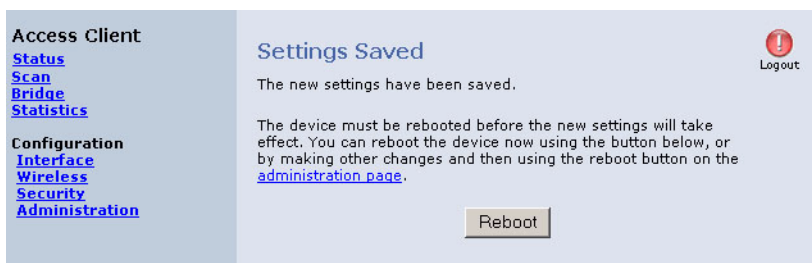 Access Client
Status
Scan
Bridge
Statistics
Configuration
Interface
Wireless
Security
Administration
Settings Saved
Logout
The new settings have been saved.
The device must be rebooted before the new settings will take
effect. You can reboot the device now using the button below, or
by making other changes and then using the reboot button on the
administration page.
Reboot